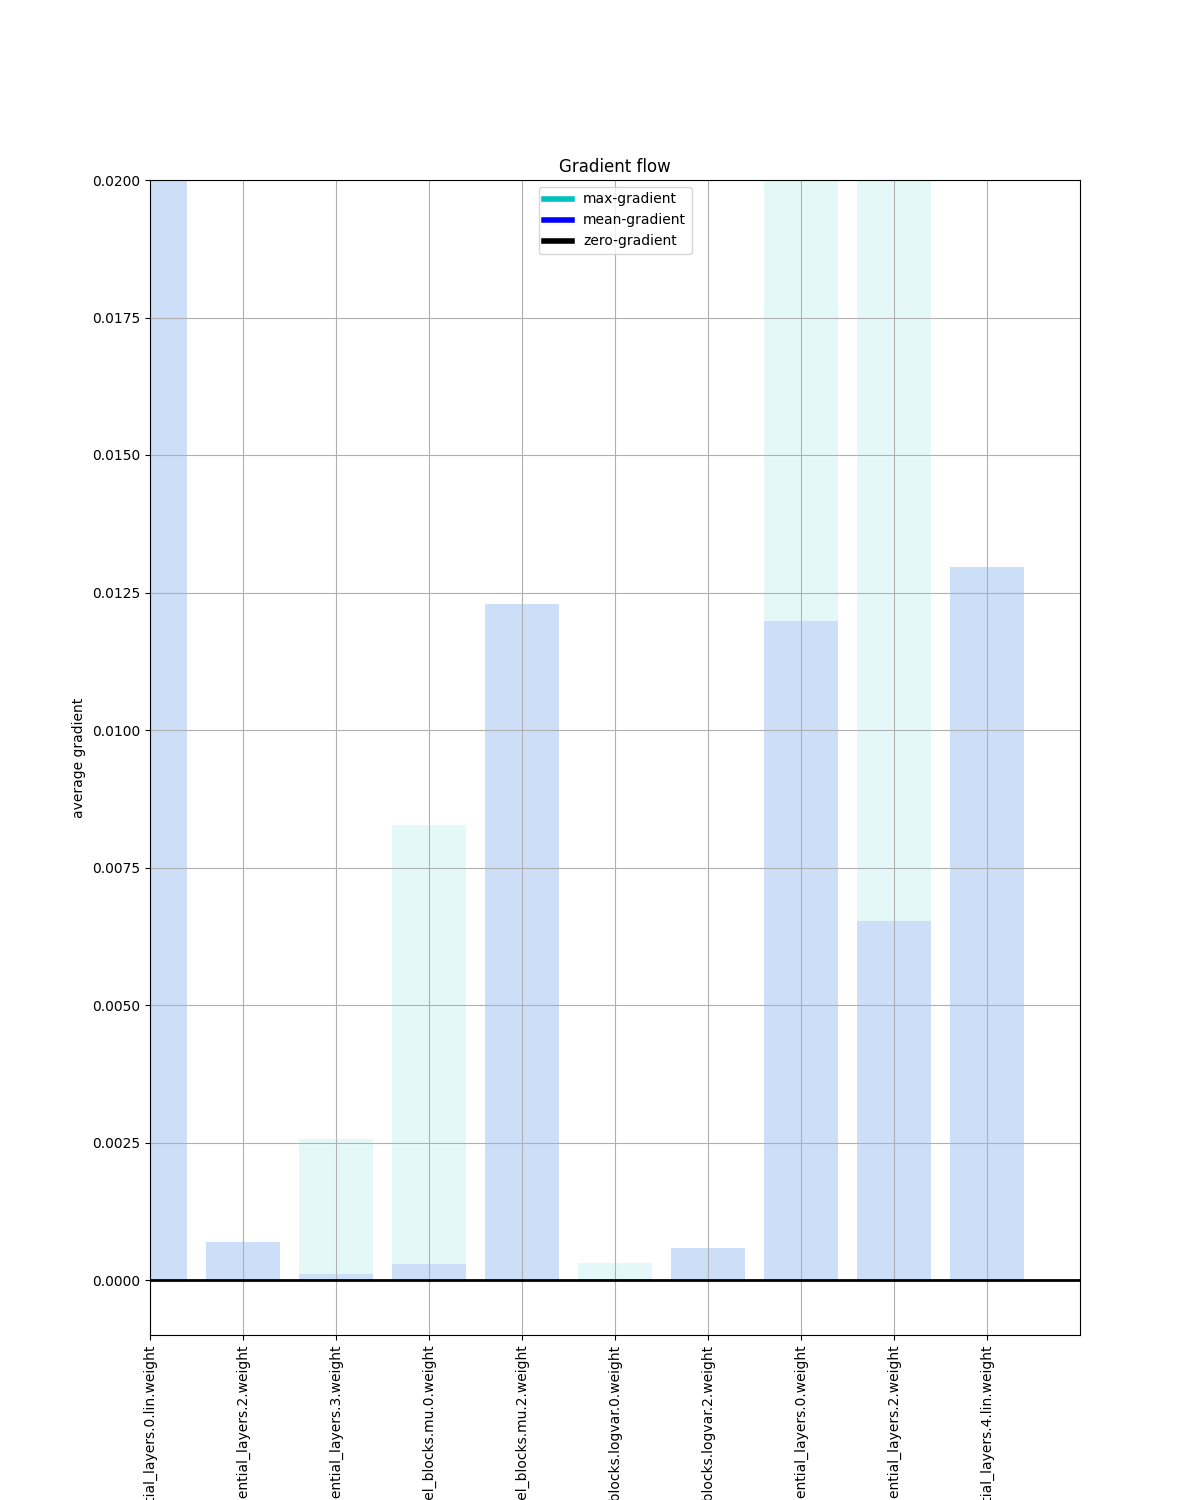 Gradient flow
max-gradient
mean-gradient
zero-gradient
0.0200
0.0175
0.0150
0.0125
0.0100
0.0075
0.0050
0.0025
0.0000
average gradient
tial_layers.0.lin.weight
ential_layers.2.weight
ential_layers.3.weight
el_blocks.mu.0.weight
el_blocks.mu.2.weight
blocks.logvar.0.weight
blocks.logvar.2.weight
ential_layers.0.weight
ential_layers.2.weight
tial_layers.4.lin.weight